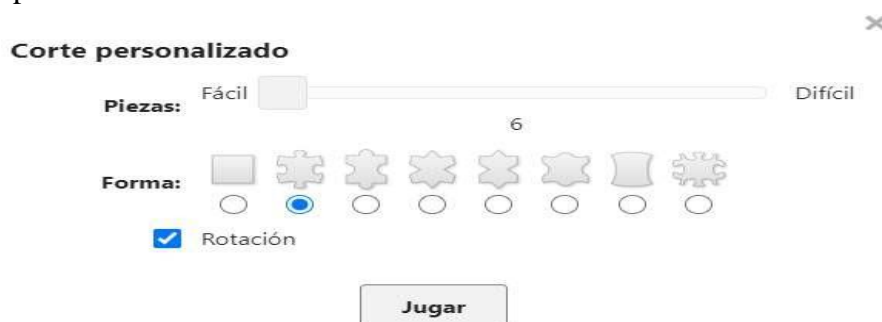 Corte personalizado
Piezas: Fácil Difícil
6
Forma:
Rotación
Jugar